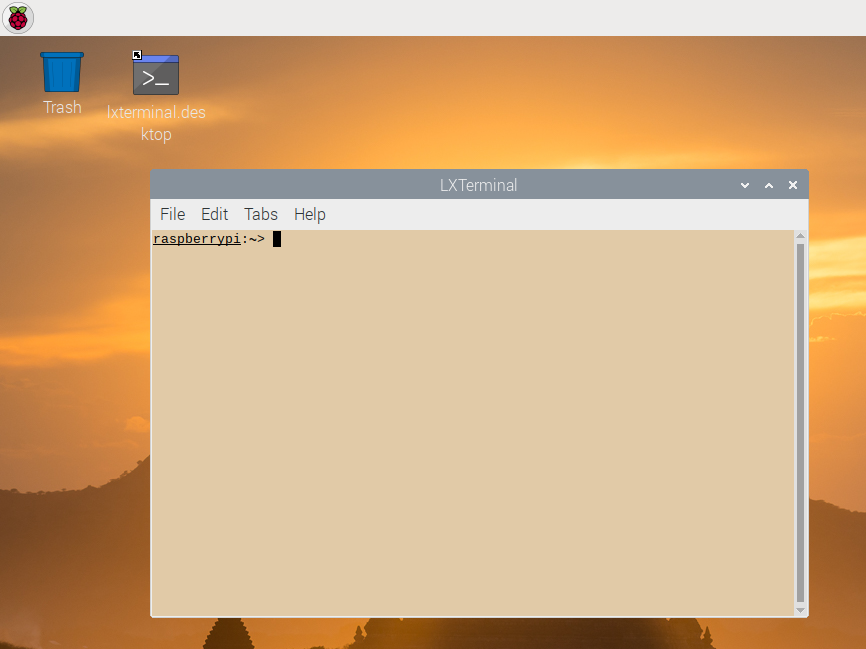 Trash
lxterminal.des
ktop
LXTerminal
File Edit Tabs Help
raspberrypi:~>